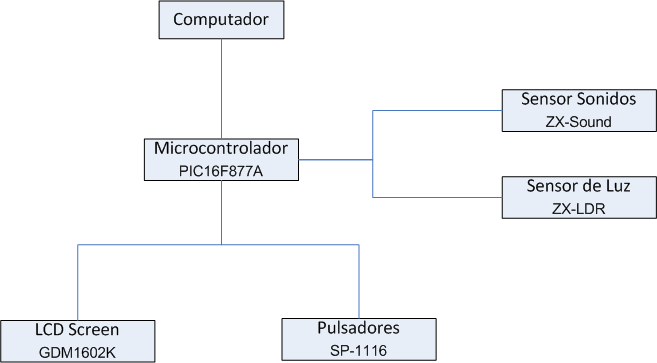 Computador
Sensor Sonidos
ZX-Sound
Microcontrolador
PIC16F877A
Sensor de Luz
ZX-LDR
LCD Screen
GDM1602K
Pulsadores
SP-1116